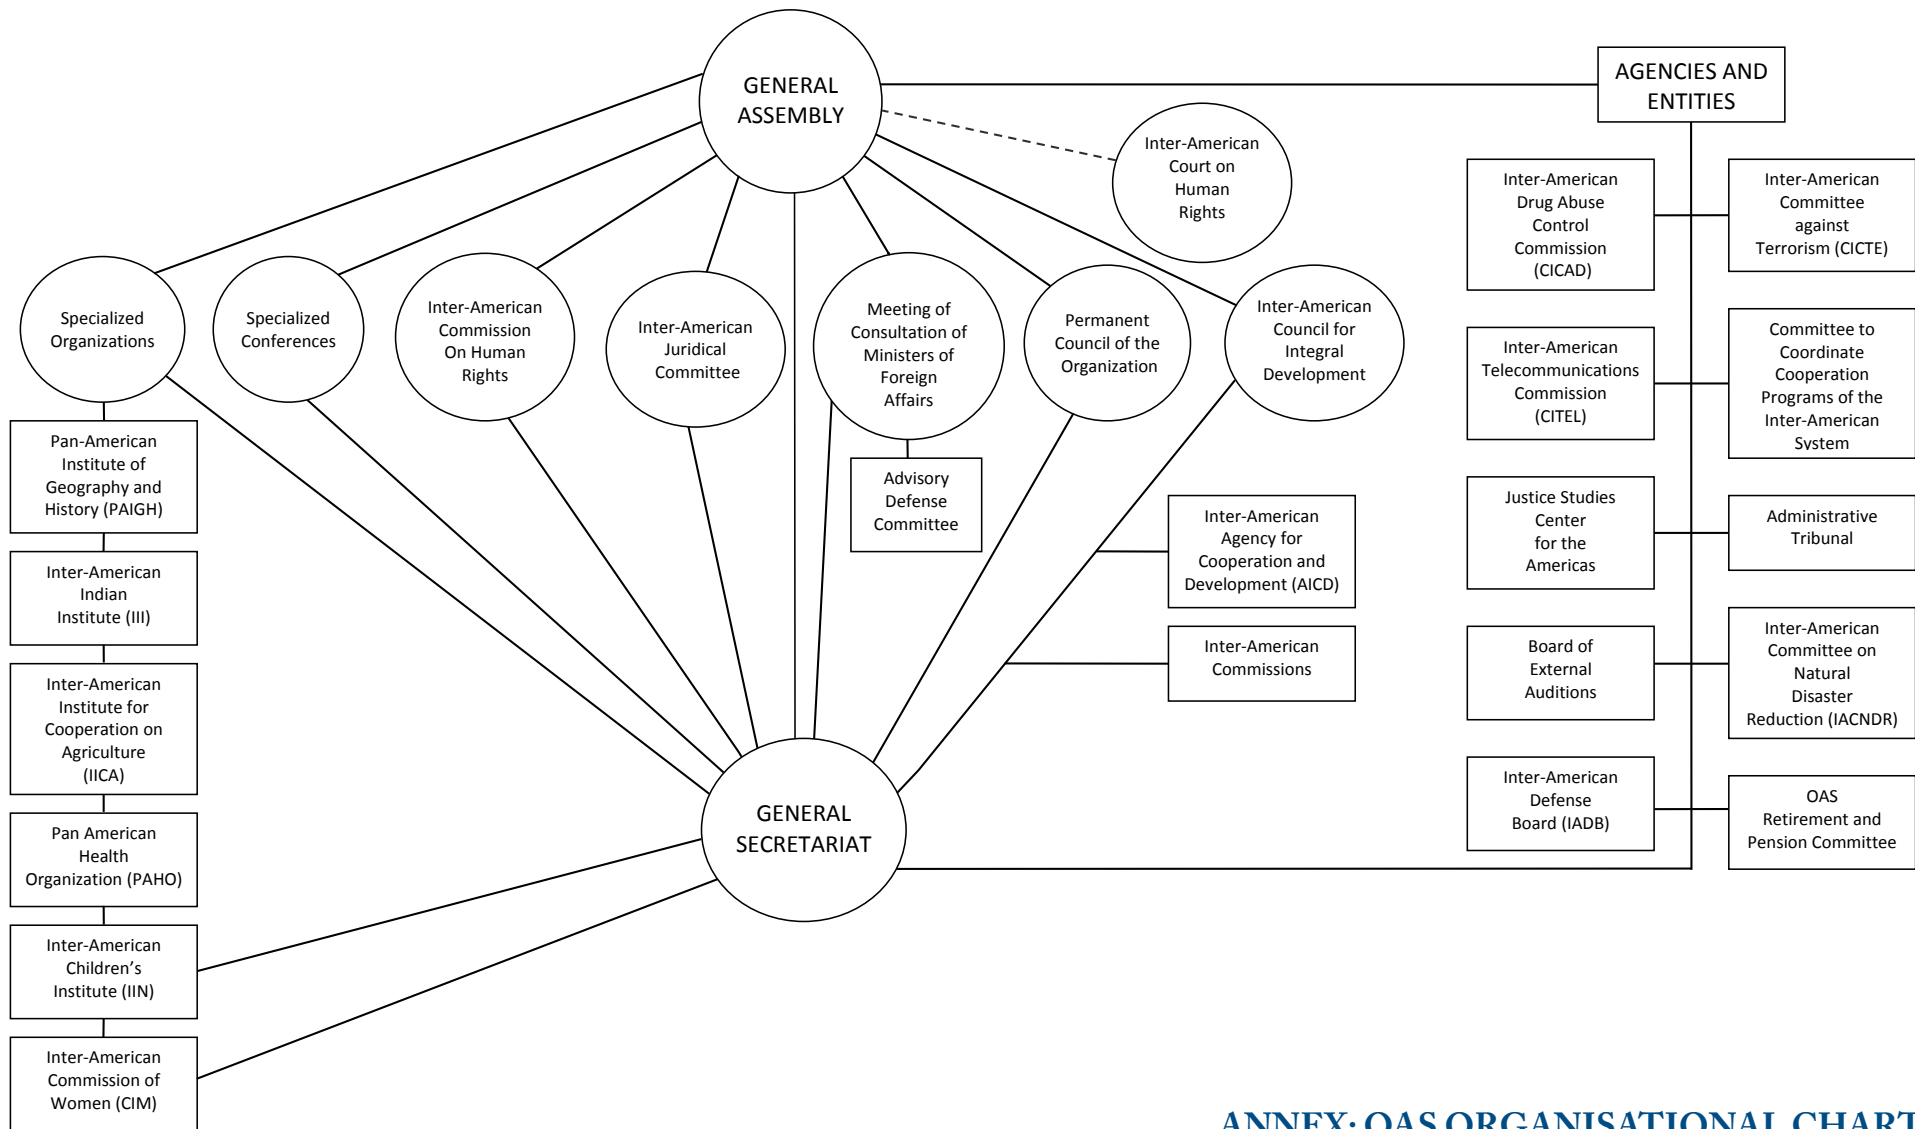 GENERAL
ASSEMBLY
AGENCIES AND
ENTITIES
Inter-American
Court on
Human
Rights
Inter-American
Drug Abuse
Control
Commission
(CICAD)
Inter-American
Committee
against
Terrorism (CICTE)
Specialized
Organizations
Specialized
Conferences
Inter-American
Commission
On Human
Rights
Inter-American
Juridical
Committee
Meeting of
Consultation of
Ministers of
Foreign
Affairs
Permanent
Council of the
Organization
Inter-American
Council for
Integral
Development
Inter-American
Telecommunications
Commission
(CITEL)
Committee to
Coordinate
Cooperation
Programs of the
Inter-American
System
Pan-American
Institute of
Geography and
History (PAIGH)
Advisory
Defense
Committee
Inter-American
Agency for
Cooperation and
Development (AICD)
Justice Studies
Center
for the
Americas
Administrative
Tribunal
Inter-American
Indian
Institute (III)
Inter-American
Commissions
Board of
External
Auditions
Inter-American
Committee on
Natural
Disaster
Reduction (IACNDR)
Inter-American
Institute for
Cooperation on
Agriculture
(IICA)
GENERAL
SECRETARIAT
Inter-American
Defense
Board (IADB)
OAS
Retirement and
Pension Committee
Pan American
Health
Organization (PAHO)
Inter-American
Children’s
Institute (IIN)
Inter-American
Commission of
Women (CIM)
ANNEX: OAS ORGANISATIONAL CHART